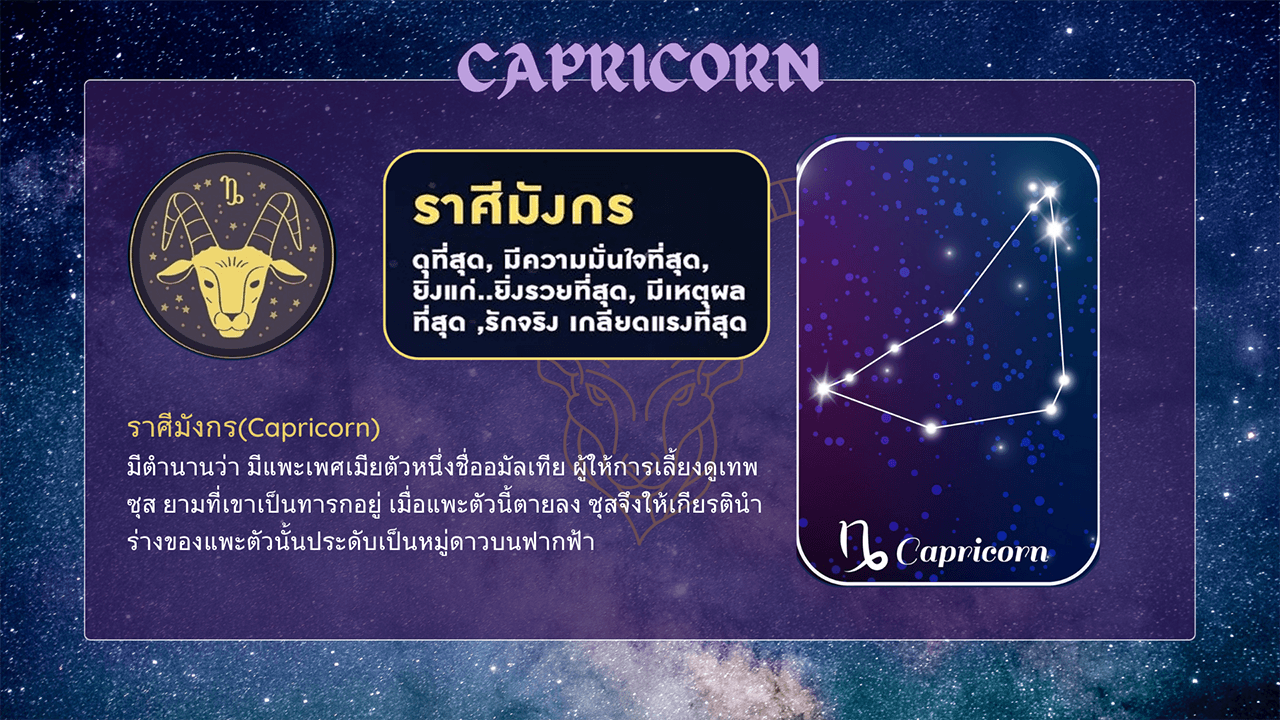 CAPRICORN
ราศีมังกร
ดุที่สุด, มีความมั่นใจที่สุด,
ยิ่งแก่..ยิ่งรวยที่สุด, มีเหตุผล
ที่สุด ,รักจริง เกลียดแรงที่สุด
ราศีมังกร(Capricorn)
มีตำนานว่า มีแพะเพศเมียตัวหนึ่งชื่ออมัลเทีย ผู้ให้การเลี้ยงดูเทพ
ซุส ยามที่เขาเป็นทารกอยู่ เมื่อแพะตัวนี้ตายลง ซุสจึงให้เกียรตินำ
ร่างของแพะตัวนั้นประดับเป็นหมู่ดาวบนฟากฟ้า
Capricorn